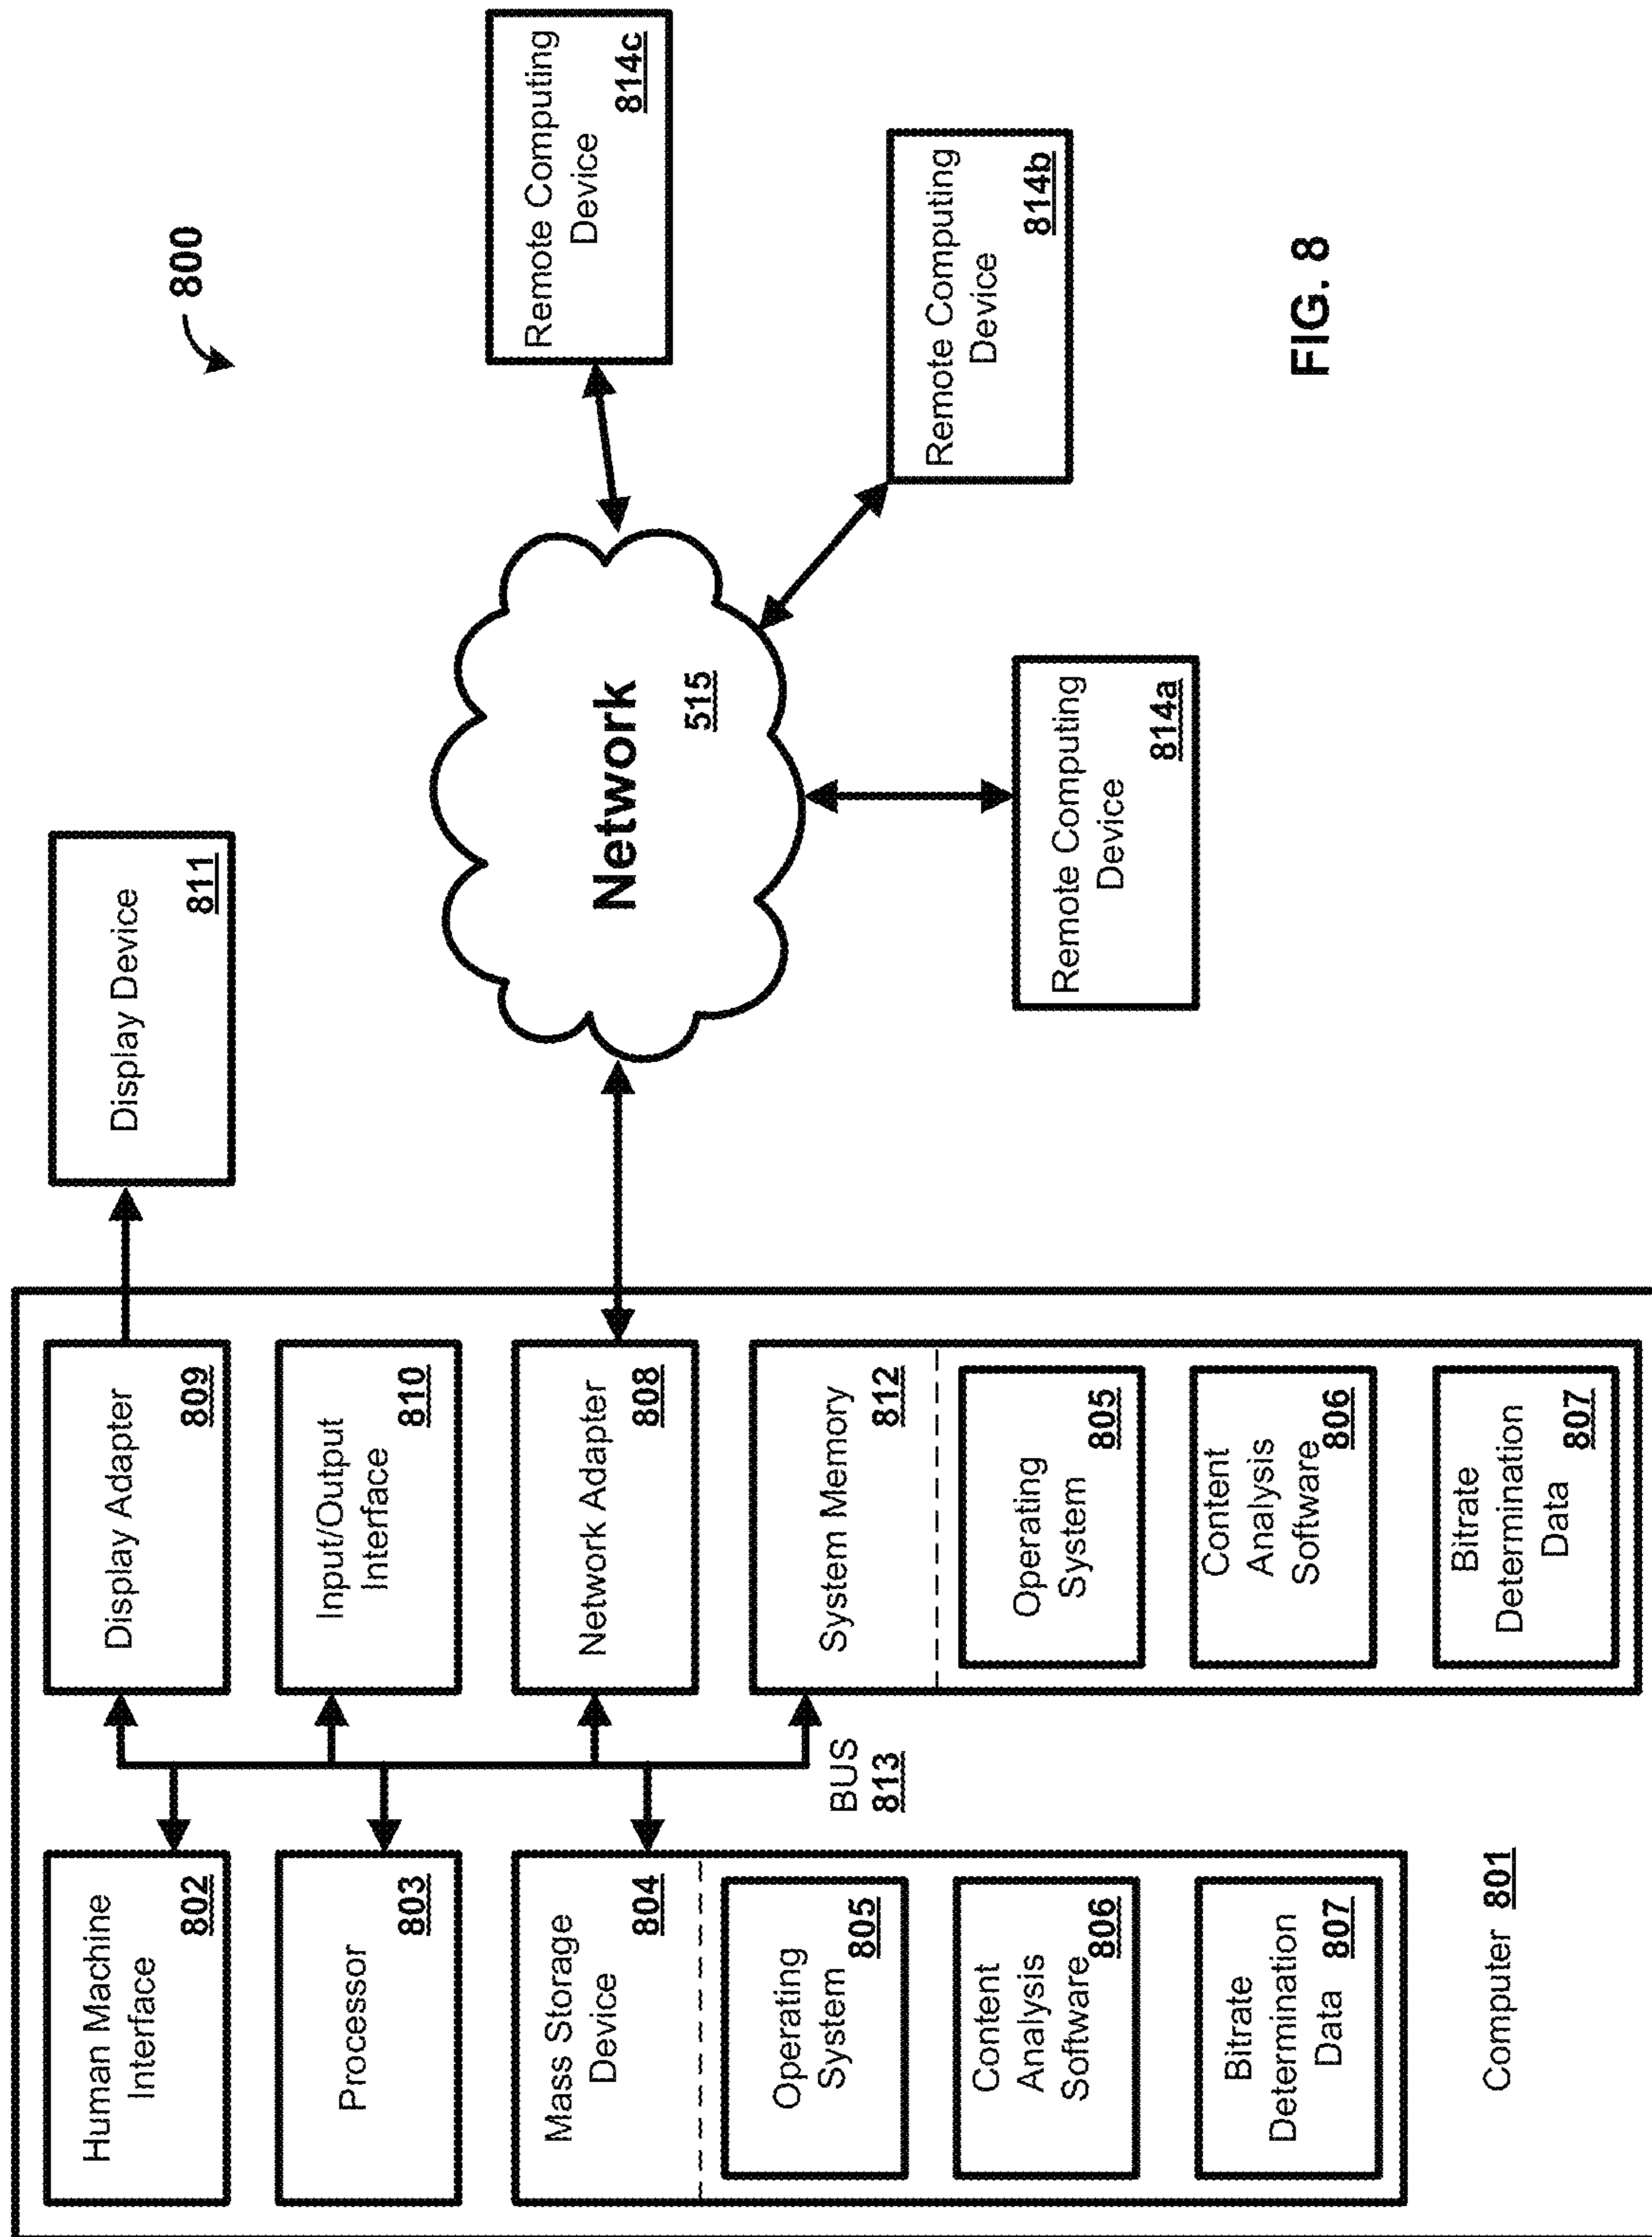 800
Human Machine
Interface
802
Processor
803
Mass Storage
Device
804
Operating
System
805
Content
Analysis
Software
806
Bitrate
Determination
Data
807
Computer 801
BUS
813
Display Adapter
809
Input/Output
Interface
810
Network Adapter
808
System Memory
812
Operating
System
805
Content
Analysis
Software
806
Bitrate
Determination
Data
807
Display Device
811
Network
515
Remote Computing
Device
814a
Remote Computing
Device
814b
Remote Computing
Device
814c
FIG. 8